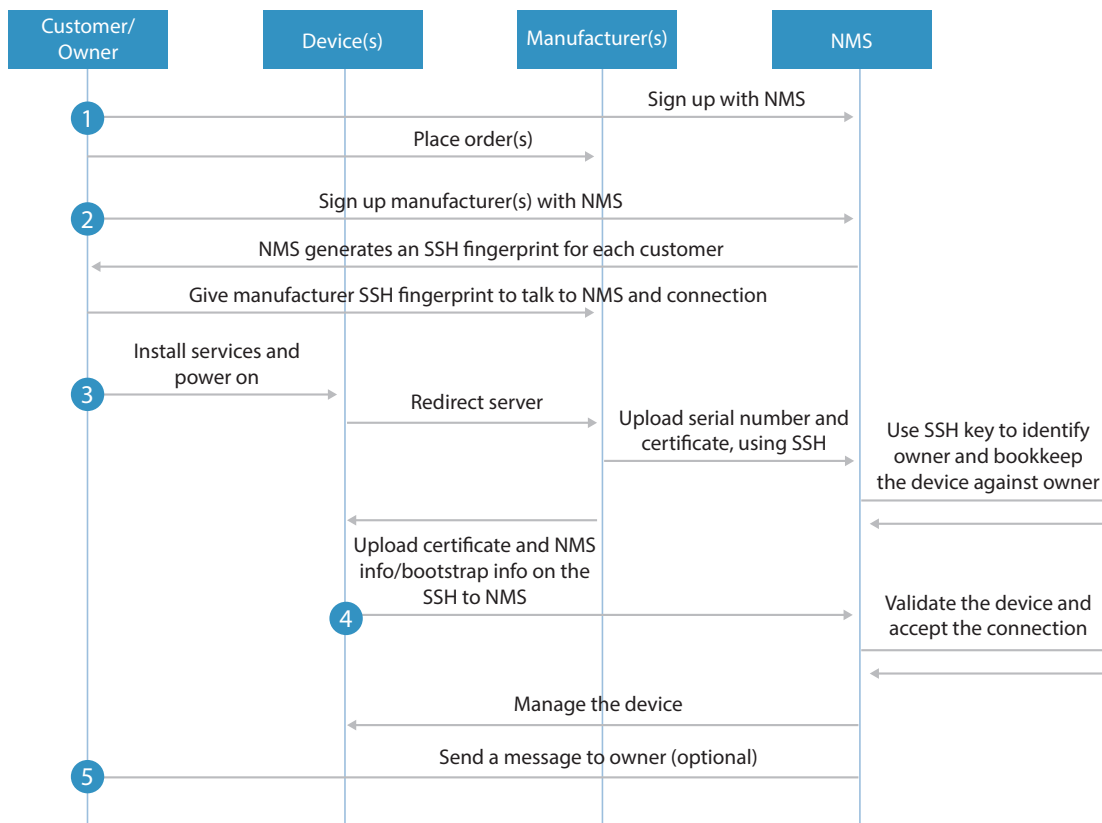 Customer/
Owner
Device(s)
Manufacturer(s)
NMS
1
Sign up with NMS
Place order(s)
2
Sign up manufacturer(s) with NMS
NMS generates an SSH fingerprint for each customer
Give manufacturer SSH fingerprint to talk to NMS and connection
Install services and
power on
3
Redirect server
Upload serial number and
certificate, using SSH
Use SSH key to identify
owner and bookkeep
the device against owner
Upload certificate and NMS
info/bootstrap info on the
SSH to NMS
4
Validate the device and
accept the connection
Manage the device
Send a message to owner (optional)
5